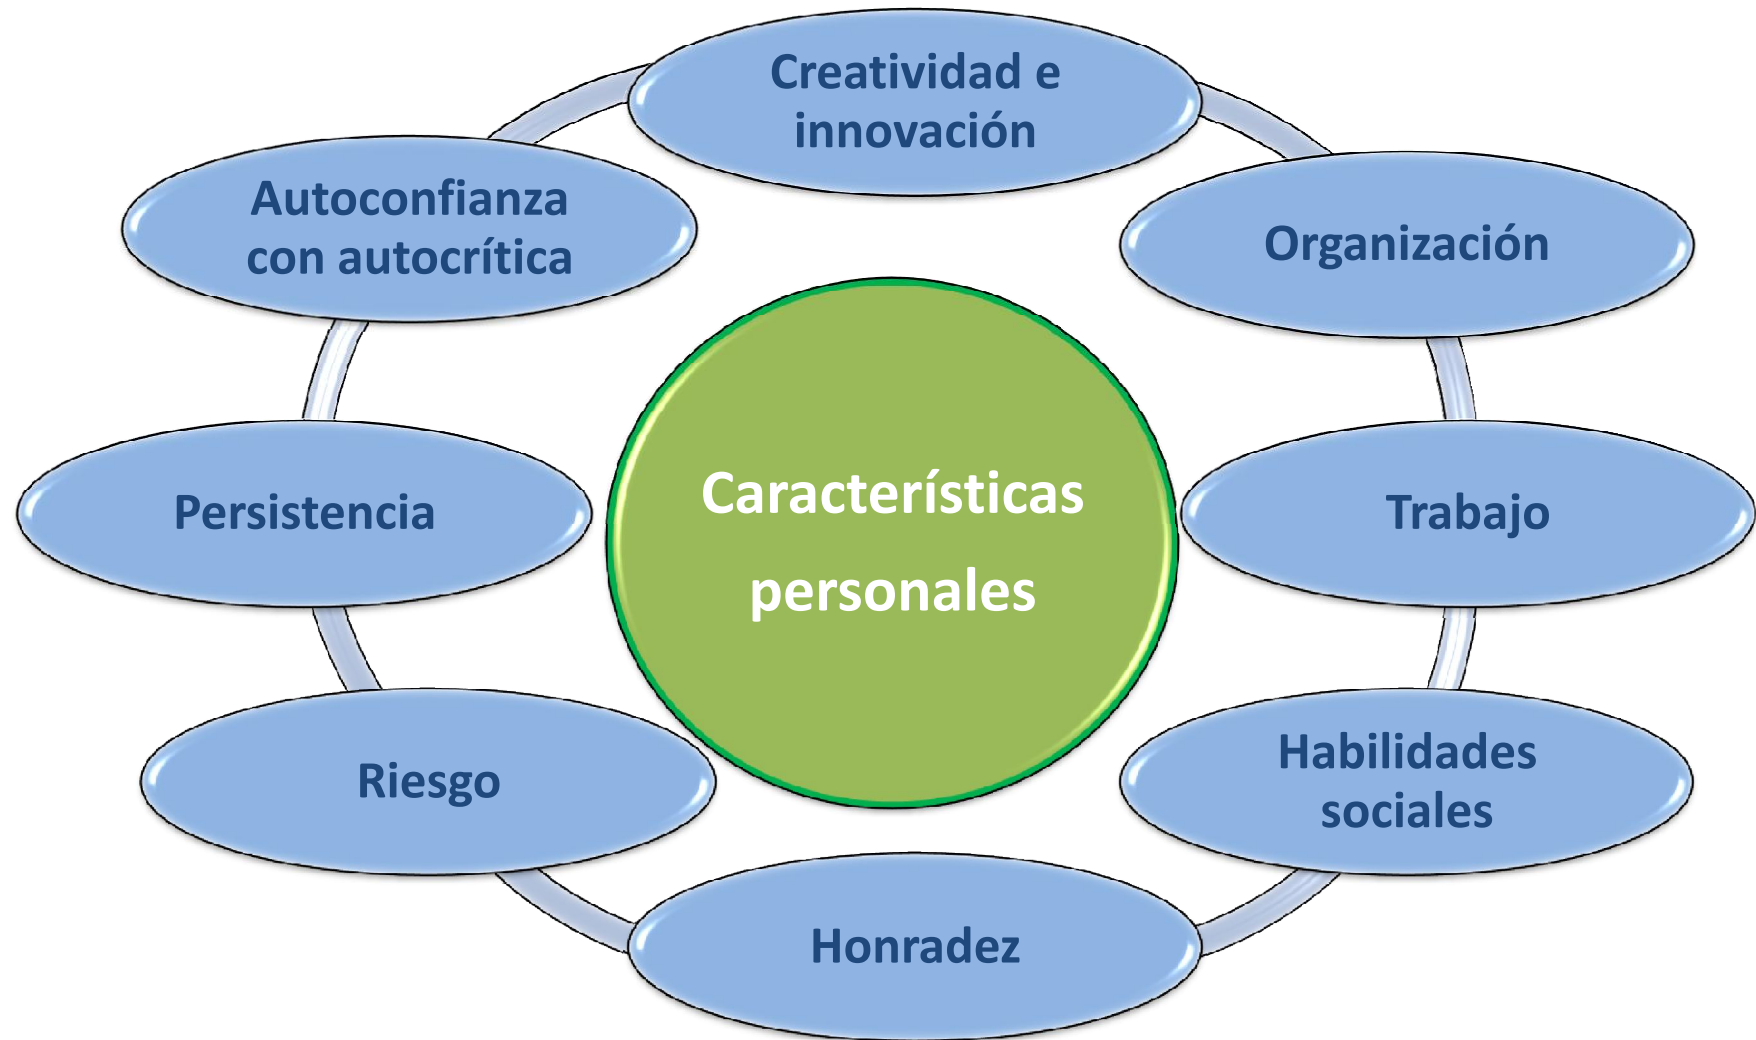 Creatividad e
innovación
Autoconfianza
con autocrítica
Organización
Características
personales
Persistencia
Trabajo
Riesgo
Habilidades
sociales
Honradez